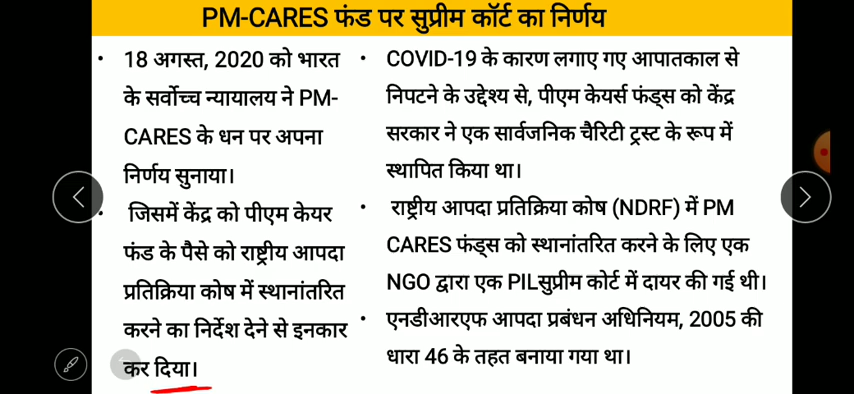 PM-CARES फंड पर सुप्रीम कॉर्ट का निर्णय
• 18 अगस्त, 2020 को भारत
के सर्वोच्च न्यायालय ने PM-
CARES के धन पर अपना
निर्णय सुनाया।
• जिसमें केंद्र को पीएम केयर
फंड के पैसे को राष्ट्रीय आपदा
प्रतिक्रिया कोष में स्थानांतरित
करने का निर्देश देने से इनकार
कर दिया।
• COVID-19 के कारण लगाए गए आपातकाल से
निपटने के उद्देश्य से, पीएम केयर्स फंड्स को केंद्र
सरकार ने एक सार्वजनिक चैरिटी ट्रस्ट के रूप में
स्थापित किया था।
• राष्ट्रीय आपदा प्रतिक्रिया कोष (NDRF) में PM
CARES फंड्स को स्थानांतरित करने के लिए एक
NGO द्वारा एक PILसुप्रीम कोर्ट में दायर की गई थी।
• एनडीआरएफ आपदा प्रबंधन अधिनियम, 2005 की
धारा 46 के तहत बनाया गया था।